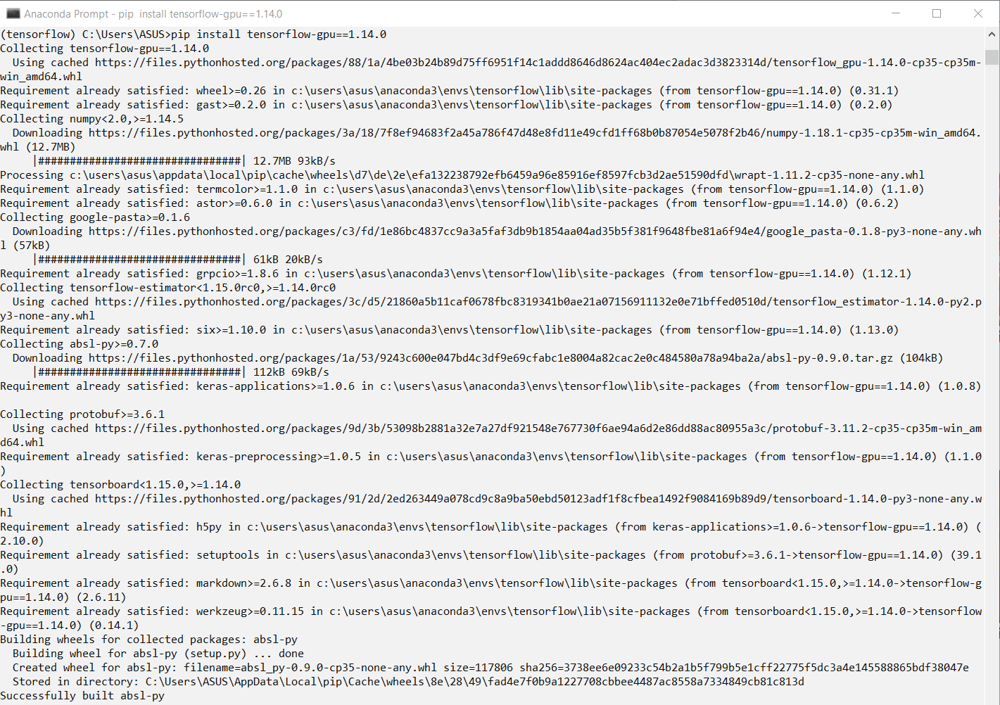 Anaconda Prompt - pip  install tensorflow-gpu==1.14.0
(tensorflow) C:\Users\ASUS>pip install tensorflow-gpu==1.14.0
Collecting tensorflow-gpu==1.14.0
  Using cached https://files.pythonhosted.org/packages/88/1a/4be03b24b89d75ff6951f14c1addd8646d8624ac404ec2adac3d3823314d/tensorflow_gpu-1.14.0-cp35-cp35m-
win_amd64.whl
Requirement already satisfied: wheel>=0.26 in c:\users\asus\anaconda3\envs\tensorflow\lib\site-packages (from tensorflow-gpu==1.14.0) (0.31.1)
Requirement already satisfied: gast>=0.2.0 in c:\users\asus\anaconda3\envs\tensorflow\lib\site-packages (from tensorflow-gpu==1.14.0) (0.2.0)
Collecting numpy<2.0,>=1.14.5
  Downloading https://files.pythonhosted.org/packages/3a/18/7f8ef94683f2a45a786f47d48e8fd11e49cfd1ff68b0b87054e5078f2b46/numpy-1.18.1-cp35-cp35m-win_amd64.
whl (12.7MB)
     |################################| 12.7MB 93kB/s
Processing c:\users\asus\appdata\local\pip\cache\wheels\d7\de\2e\efa132238792efb6459a96e85916ef8597fcb3d2ae51590dfd\wrapt-1.11.2-cp35-none-any.whl
Requirement already satisfied: termcolor>=1.1.0 in c:\users\asus\anaconda3\envs\tensorflow\lib\site-packages (from tensorflow-gpu==1.14.0) (1.1.0)
Requirement already satisfied: astor>=0.6.0 in c:\users\asus\anaconda3\envs\tensorflow\lib\site-packages (from tensorflow-gpu==1.14.0) (0.6.2)
Collecting google-pasta>=0.1.6
  Downloading https://files.pythonhosted.org/packages/c3/fd/1e86bc4837cc9a3a5faf3db9b1854aa04ad35b5f381f9648fbe81a6f94e4/google_pasta-0.1.8-py3-none-any.wh
l (57kB)
     |################################| 61kB 20kB/s
Requirement already satisfied: grpcio>=1.8.6 in c:\users\asus\anaconda3\envs\tensorflow\lib\site-packages (from tensorflow-gpu==1.14.0) (1.12.1)
Collecting tensorflow-estimator<1.15.0rc0,>=1.14.0rc0
  Using cached https://files.pythonhosted.org/packages/3c/d5/21860a5b11caf0678fbc8319341b0ae21a07156911132e0e71bffed0510d/tensorflow_estimator-1.14.0-py2.p
y3-none-any.whl
Requirement already satisfied: six>=1.10.0 in c:\users\asus\anaconda3\envs\tensorflow\lib\site-packages (from tensorflow-gpu==1.14.0) (1.13.0)
Collecting absl-py>=0.7.0
  Downloading https://files.pythonhosted.org/packages/1a/53/9243c600e047bd4c3df9e69cfabc1e8004a82cac2e0c484580a78a94ba2a/absl-py-0.9.0.tar.gz (104kB)
     |################################| 112kB 69kB/s
Requirement already satisfied: keras-applications>=1.0.6 in c:\users\asus\anaconda3\envs\tensorflow\lib\site-packages (from tensorflow-gpu==1.14.0) (1.0.8)
Collecting protobuf>=3.6.1
  Using cached https://files.pythonhosted.org/packages/9d/3b/53098b2881a32e7a27df921548e767730f6ae94a6d2e86dd88ac80955a3c/protobuf-3.11.2-cp35-cp35m-win_am
d64.whl
Requirement already satisfied: keras-preprocessing>=1.0.5 in c:\users\asus\anaconda3\envs\tensorflow\lib\site-packages (from tensorflow-gpu==1.14.0) (1.1.0
)
Collecting tensorboard<1.15.0,>=1.14.0
  Using cached https://files.pythonhosted.org/packages/91/2d/2ed263449a078cd9c8a9ba50ebd50123adf1f8cfbea1492f9084169b89d9/tensorboard-1.14.0-py3-none-any.w
hl
Requirement already satisfied: h5py in c:\users\asus\anaconda3\envs\tensorflow\lib\site-packages (from keras-applications>=1.0.6->tensorflow-gpu==1.14.0) (
2.10.0)
Requirement already satisfied: setuptools in c:\users\asus\anaconda3\envs\tensorflow\lib\site-packages (from protobuf>=3.6.1->tensorflow-gpu==1.14.0) (39.1
.0)
Requirement already satisfied: markdown>=2.6.8 in c:\users\asus\anaconda3\envs\tensorflow\lib\site-packages (from tensorboard<1.15.0,>=1.14.0->tensorflow-g
pu==1.14.0) (2.6.11)
Requirement already satisfied: werkzeug>=0.11.15 in c:\users\asus\anaconda3\envs\tensorflow\lib\site-packages (from tensorboard<1.15.0,>=1.14.0->tensorflow
-gpu==1.14.0) (0.14.1)
Building wheels for collected packages: absl-py
  Building wheel for absl-py (setup.py) ... done
  Created wheel for absl-py: filename=absl_py-0.9.0-cp35-none-any.whl size=117806 sha256=3738ee6e09233c54b2a1b5f799b5e1cff22775f5dc3a4e145588865bdf38047e
  Stored in directory: C:\Users\ASUS\AppData\Local\pip\Cache\wheels\8e\28\49\fad4e7f0b9a1227708cbbee4487ac8558a7334849cb81c813d
Successfully built absl-py